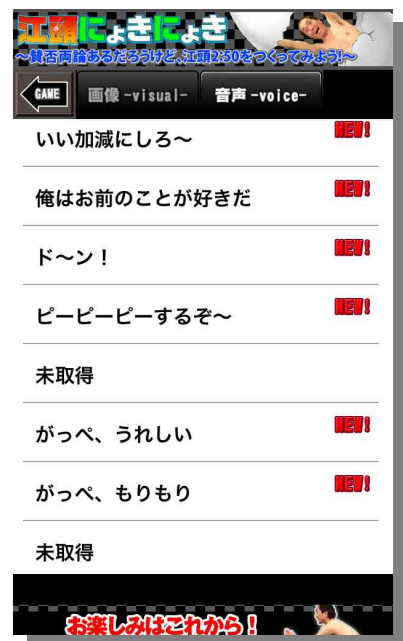 江頭にょきにょき
～賛否両論あるだろうけど、江頭2:50をつくってみよう!～
GAME
画像 -visual-
音声 -voice-
いい加減にしろ～
NEW!
俺はお前のことが好きだ
NEW!
ド～ン！
NEW!
ピーピーピーするぞ～
NEW!
未取得
がっぺ、うれしい
NEW!
がっぺ、もりもり
NEW!
未取得
お楽しみはこれから！